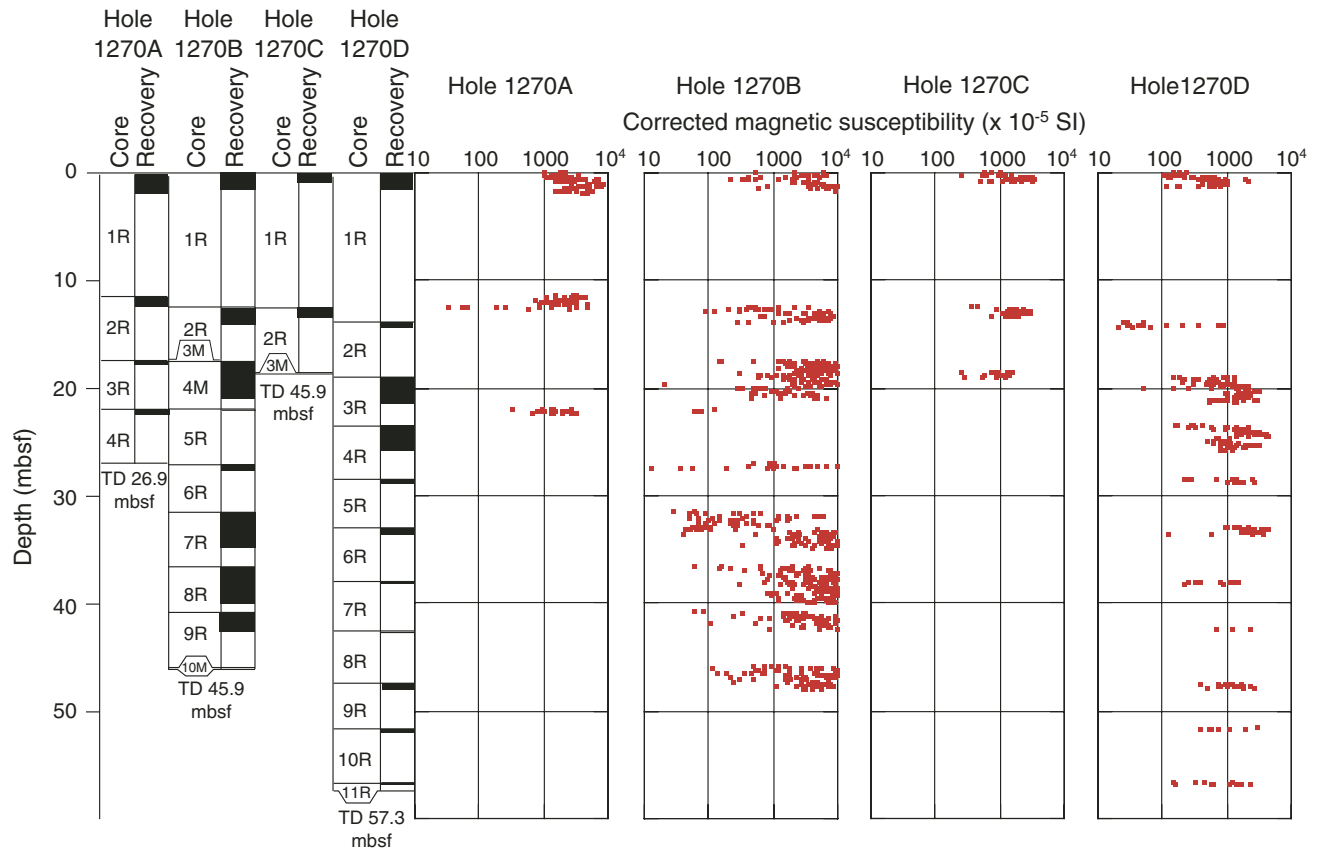 Hole 1270A
Hole 1270B
Hole 1270C
Hole 1270D
Core
Recovery
Core
Recovery
Core
Recovery
Core
Recovery
Hole 1270A
Hole 1270B
Hole 1270C
Hole1270D
Corrected magnetic susceptibility (x 10⁻⁵ SI)
10 100 1000 10⁴
10 100 1000 10⁴
10 100 1000 10⁴
10 100 1000 10⁴
Depth (mbsf)
0
10
20
30
40
50
1R
2R
3R
4R
TD 26.9
mbsf
1R
2R
3M
4M
5R
6R
7R
8R
9R
10M
TD 45.9
mbsf
1R
2R
3M
TD 45.9
mbsf
1R
2R
3R
4R
5R
6R
7R
8R
9R
10R
11R
TD 57.3
mbsf